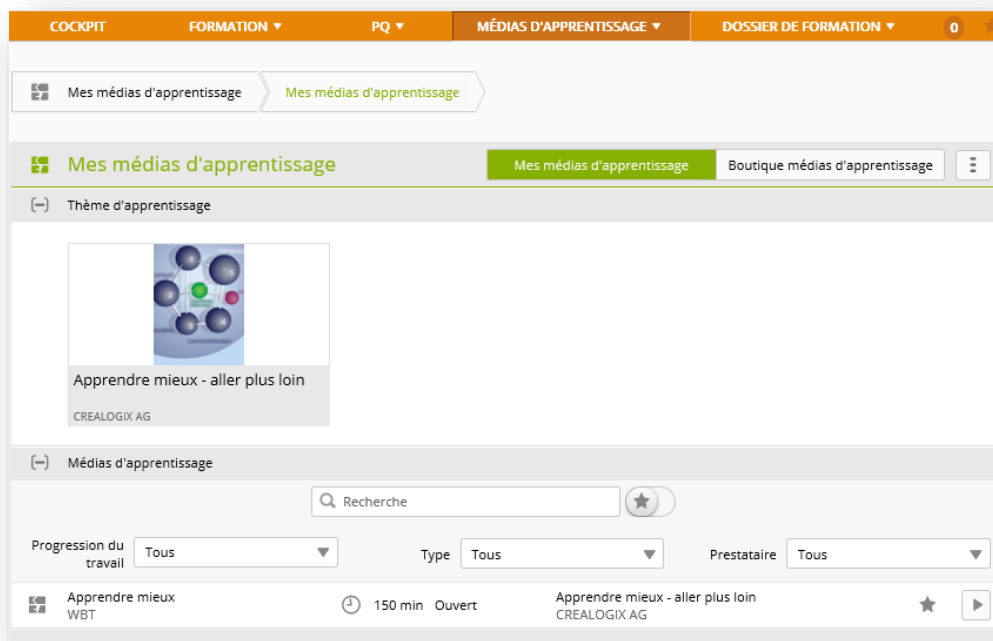 COCKPIT
FORMATION
PQ
MÉDIAS D'APPRENTISSAGE
DOSSIER DE FORMATION
0
Mes médias d'apprentissage
Mes médias d'apprentissage
Mes médias d'apprentissage
Mes médias d'apprentissage
Boutique médias d'apprentissage
Thème d'apprentissage
Apprendre mieux - aller plus loin
CREALOGIX AG
Médias d'apprentissage
Recherche
Progression du
travail
Tous
Type
Tous
Prestataire
Tous
Apprendre mieux
WBT
150 min
Ouvert
Apprendre mieux - aller plus loin
CREALOGIX AG